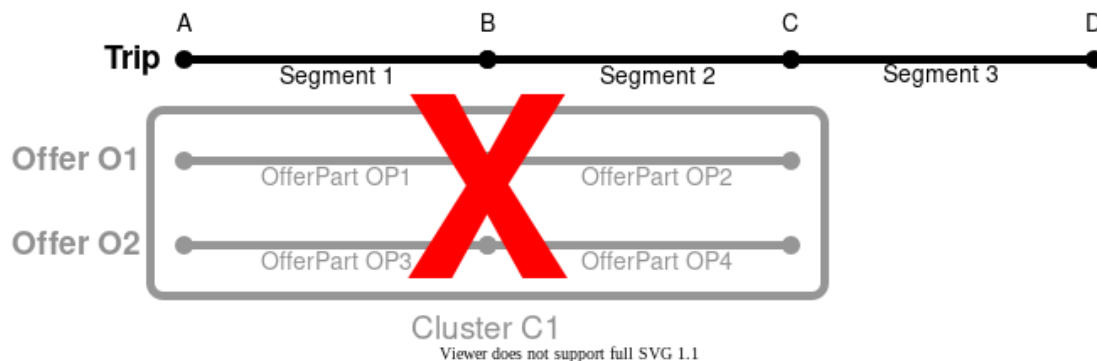 A B C D
Trip
Segment 1 Segment 2 Segment 3
Offer O1
OfferPart OP1 OfferPart OP2
Offer O2
OfferPart OP3 OfferPart OP4
Cluster C1
Viewer does not support full SVG 1.1